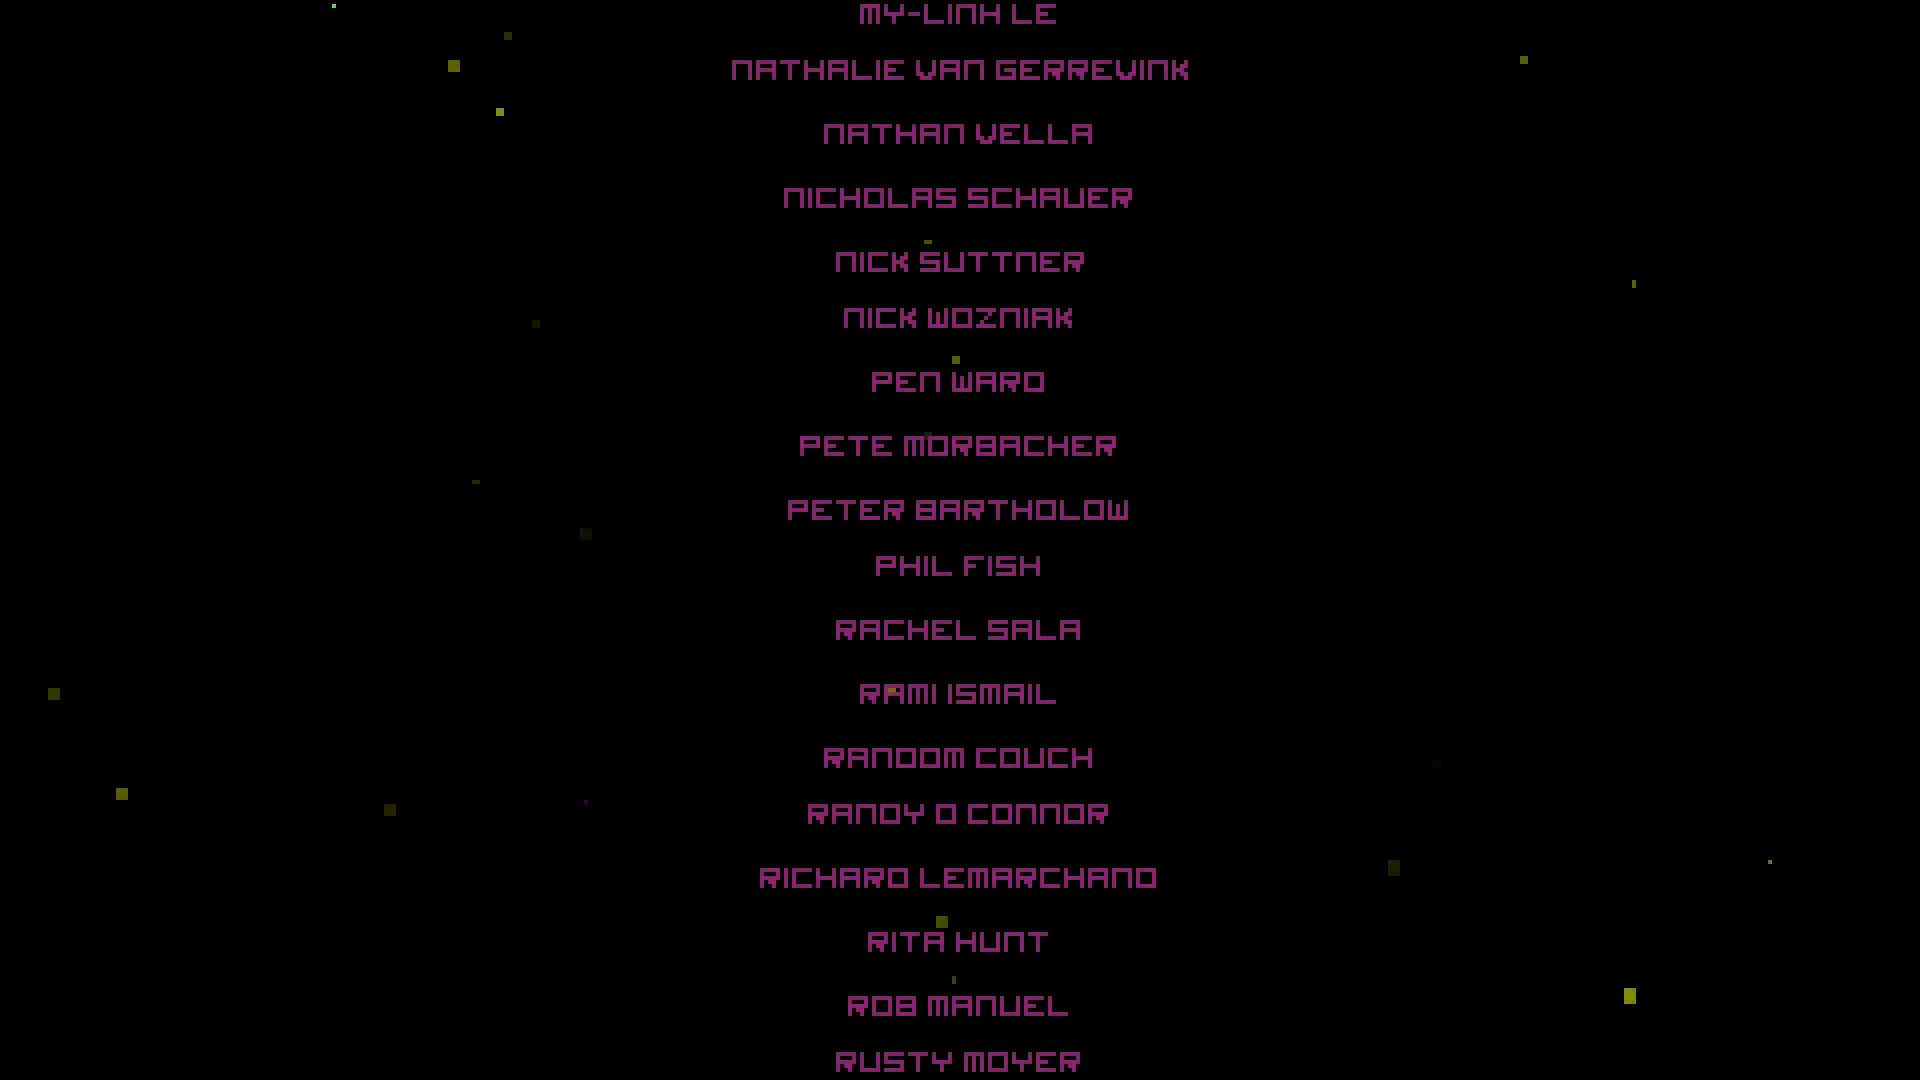 MY-LINH LE
NATHALIE VAN GERREVINK
NATHAN VELLA
NICHOLAS SCHAUER
NICK SUTTNER
NICK WOZNIAK
PEN WARD
PETE MORBACHER
PETER BARTHOLOW
PHIL FISH
RACHEL SALA
RAMI ISMAIL
RANDOM COUCH
RANDY O CONNOR
RICHARD LEMARCHAND
RITA HUNT
ROB MANUEL
RUSTY MOYER